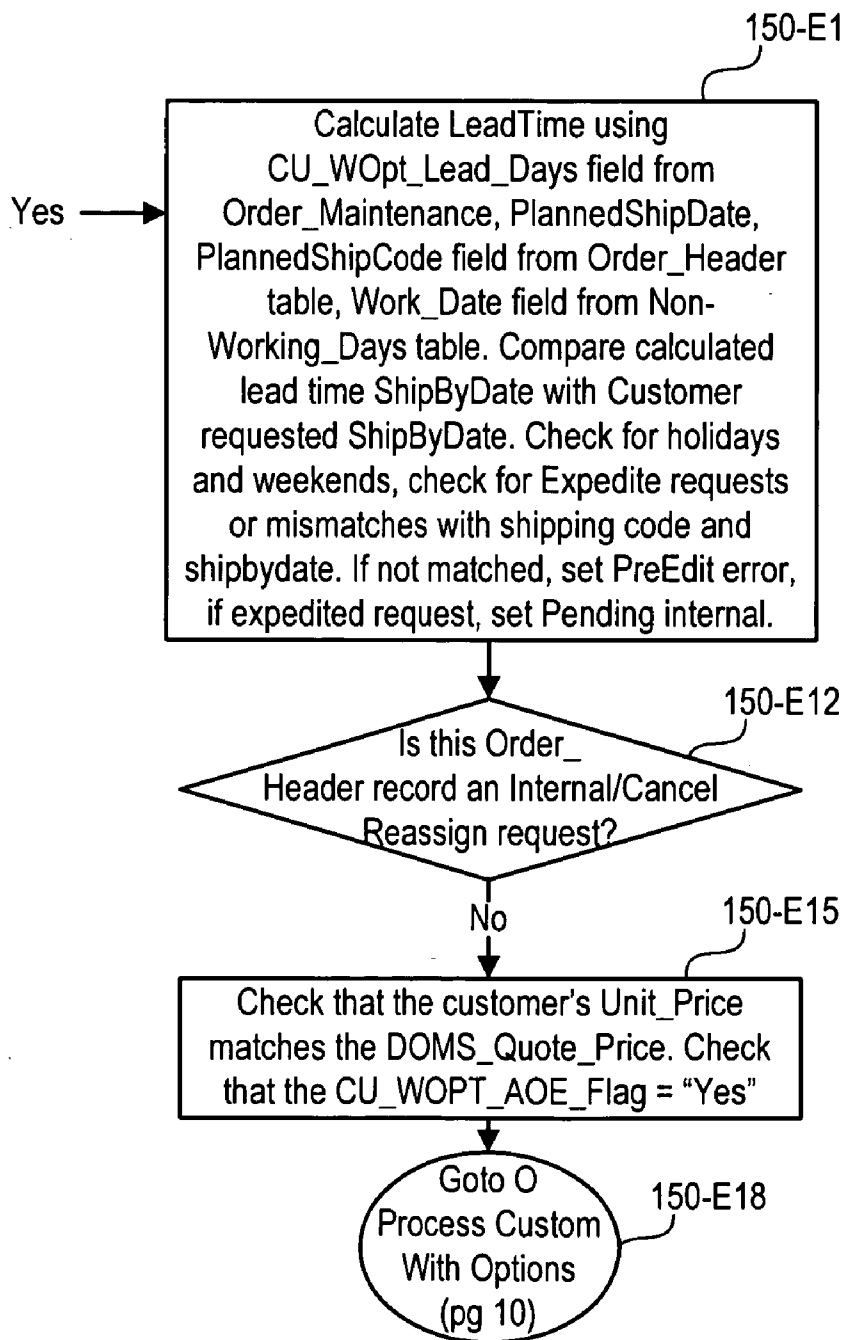 150-E1
Calculate LeadTime using
CU_WOpt_Lead_Days field from
Yes
Order_Maintenance, PlannedShipDate,
PlannedShipCode field from Order_Header
table, Work_Date field from Non-
Working_Days table. Compare calculated
lead time ShipByDate with Customer
requested ShipByDate. Check for holidays
and weekends, check for Expedite requests
or mismatches with shipping code and
shipbydate. If not matched, set PreEdit error,
if expedited request, set Pending internal.
150-E12
Is this Order_
Header record an Internal/Cancel
Reassign request?
No
150-E15
Check that the customer's Unit_Price
matches the DOMS_Quote_Price. Check
that the CU_WOPT_AOE_Flag = “Yes”
Goto O
150-E18
Process Custom
With Options
(pg 10)